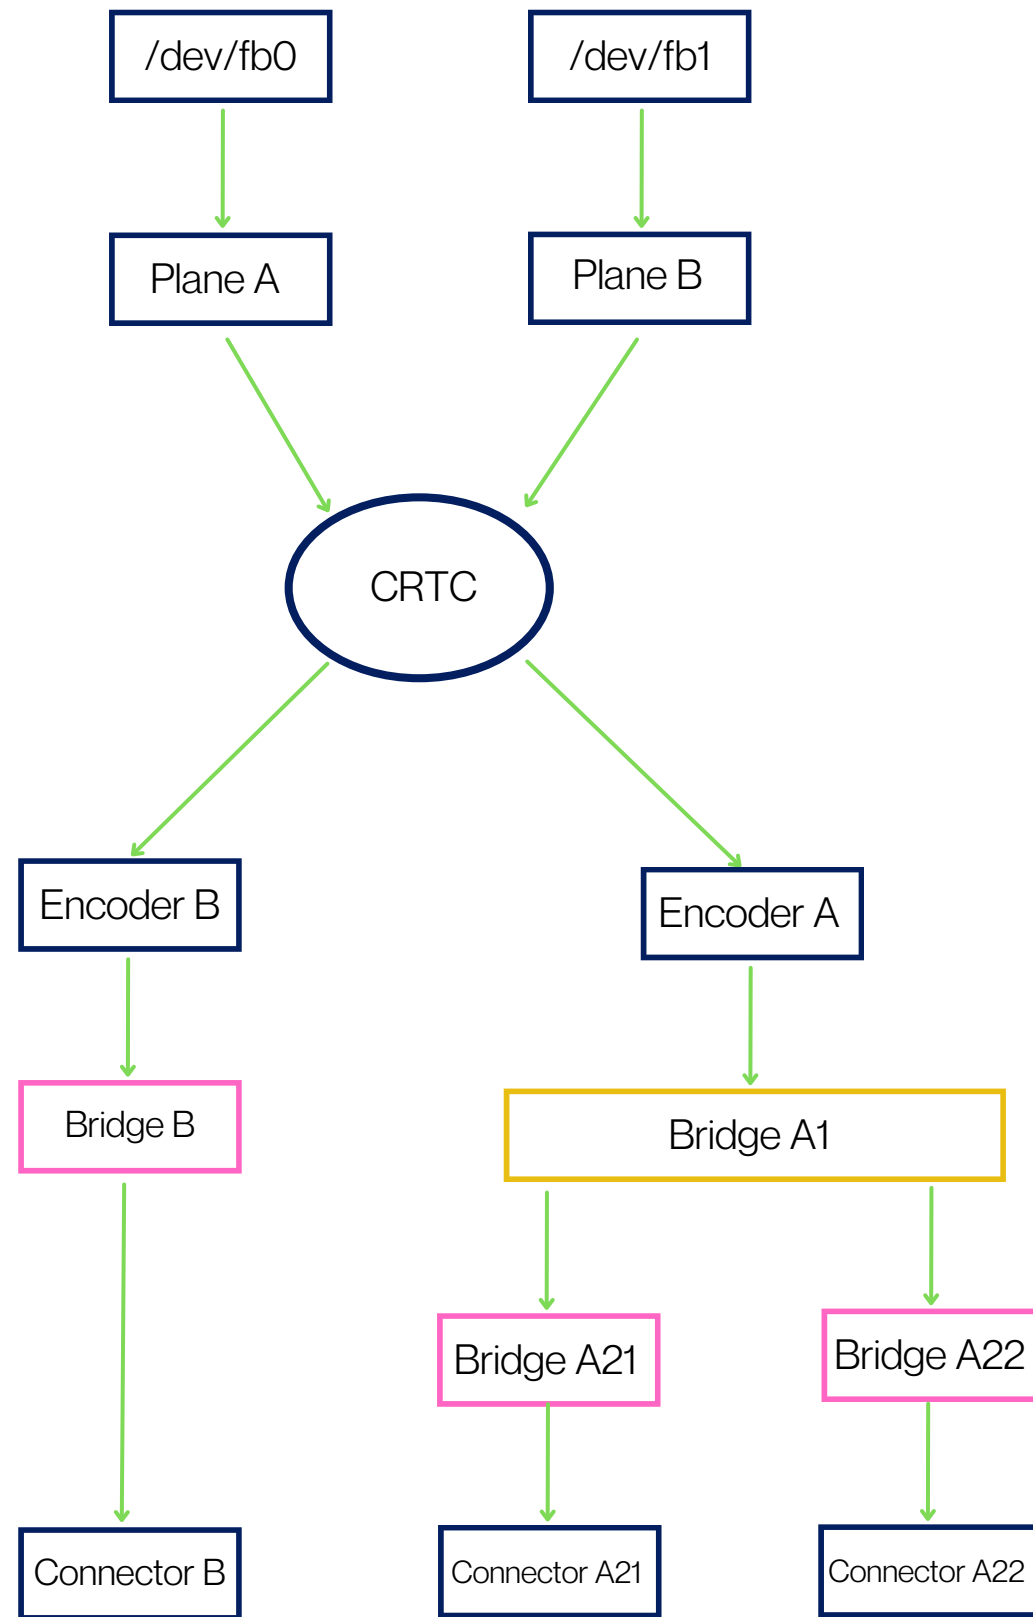 /dev/fb0
/dev/fb1
Plane A
Plane B
CRTC
Encoder B
Encoder A
Bridge B
Bridge A1
Bridge A21
Bridge A22
Connector B
Connector A21
Connector A22